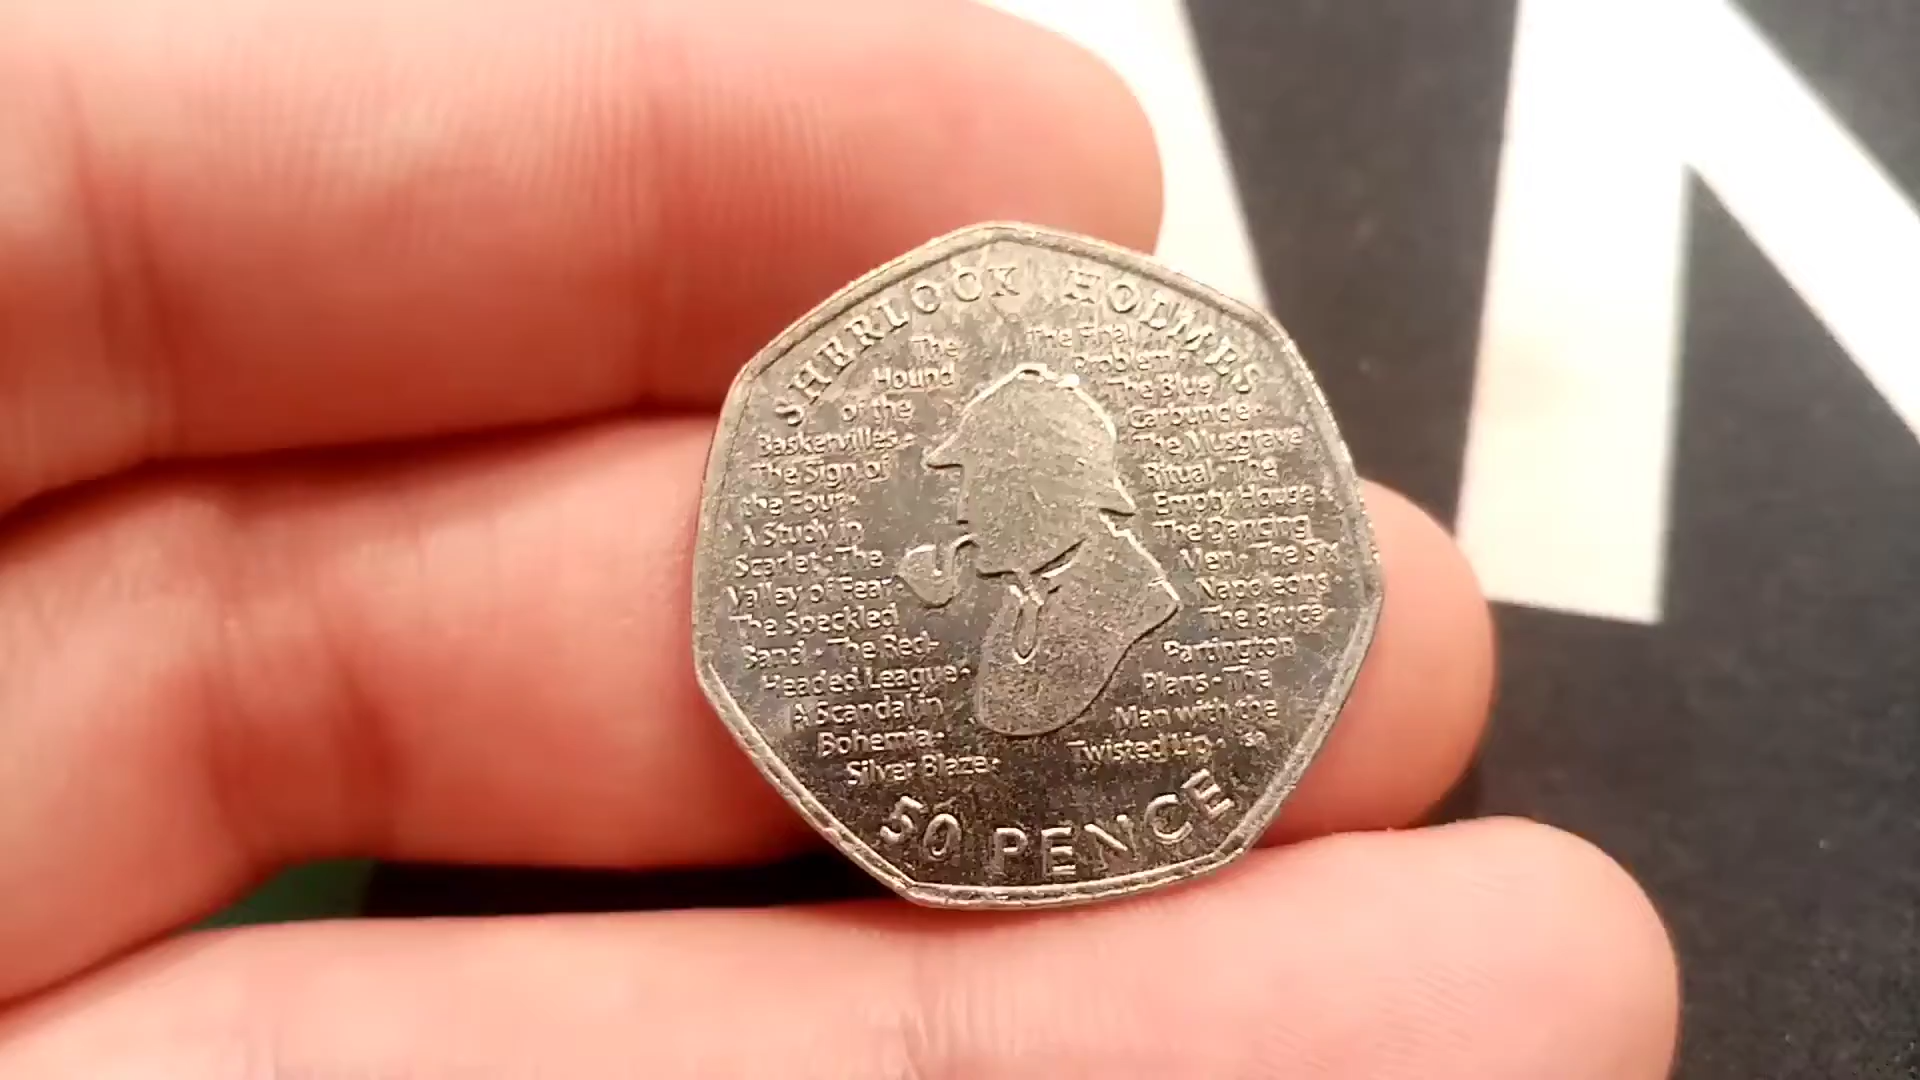 SHERLOCK HOLMES
The
Hound
of the
Baskervilles •
The Sign of
the Four •
A Study in
Scarlet • The
Valley of Fear •
The Speckled
Band • The Red-
Headed League •
A Scandal in
Bohemia •
Silver Blaze •
The Final
Problem •
The Blue
Carbuncle •
The Musgrave
Ritual • The
Empty House •
The Dancing
Men • The Six
Napoleons •
The Bruce-
Partington
Plans • The
Man with the
Twisted Lip •
50 PENCE